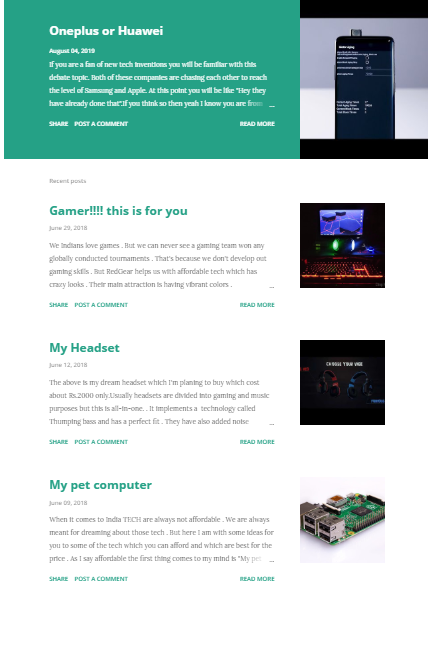 Oneplus or Huawei
August 04, 2019
If you are a fan of new tech inventions you will be familiar with this
debate topic. Both of these companies are chasing each other to reach
the level of Samsung and Apple. At this point you will be like "Hey they
have already done that".If you think so then yeah I know you are from ...
SHARE POST A COMMENT READ MORE
Recent posts
Gamer!!!! this is for you
June 29, 2018
We Indians love games . But we can never see a gaming team won any
globally conducted tournaments . That's because we don't develop out
gaming skills . But RedGear helps us with affordable tech which has
crazy looks . Their main attraction is having vibrant colors . ...
SHARE POST A COMMENT READ MORE
My Headset
June 12, 2018
The above is my dream headset which I'm planing to buy which cost
about Rs.2000 only.Usually headsets are divided into gaming and music
purposes but this is all-in-one. . It implements a technology called
Thumping bass and has a perfect fit . They have also added noise ...
CHOOSE YOUR
SHARE POST A COMMENT READ MORE
My pet computer
June 09, 2018
When it comes to India TECH are always not affordable . We are always
meant for dreaming about those tech . But here I am with some ideas for
you to some of the tech which you can afford and which are best for the
price . As I say affordable the first thing comes to my mind is "My pet ...
SHARE POST A COMMENT READ MORE